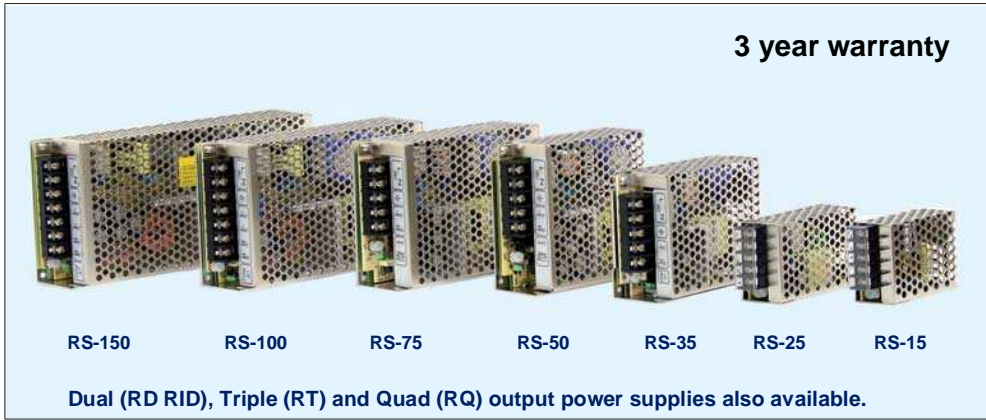 3 year warranty
RS-150 RS-100 RS-75 RS-50 RS-35 RS-25 RS-15
Dual (RD RID), Triple (RT) and Quad (RQ) output power supplies also available.